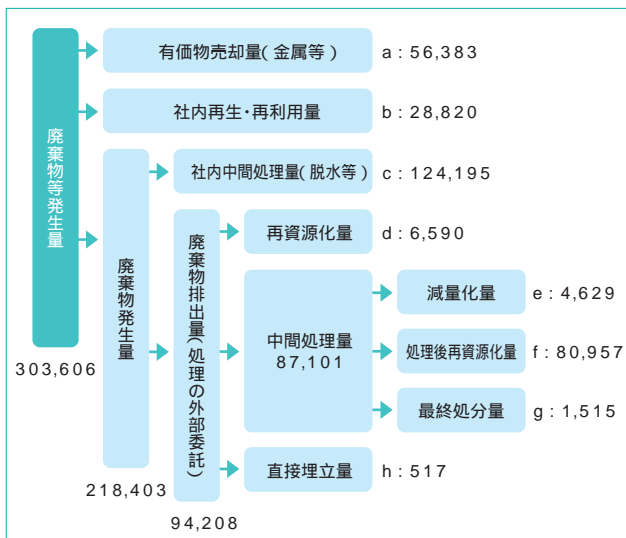 有価物売却量(金属等)
a:56,383
社内再生・再利用量
b:28,820
廃棄物等発生量
303,606
社内中間処理量(脱水等)
c:124,195
廃棄物発生量
218,403
再資源化量
d:6,590
廃棄物排出量(処理の外部委託)
94,208
中間処理量
87,101
減量化量
e:4,629
処理後再資源化量
f:80,957
最終処分量
g:1,515
直接埋立量
h:517